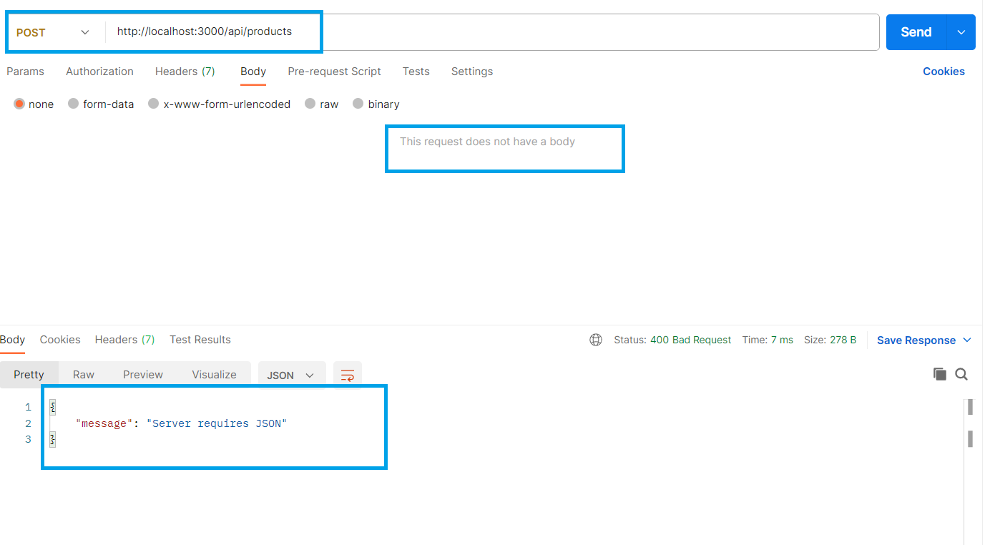 POST http://localhost:3000/api/products Send
Params Authorization Headers (7) Body Pre-request Script Tests Settings Cookies
none form-data x-www-form-urlencoded raw binary
This request does not have a body
Body Cookies Headers (7) Test Results Status: 400 Bad Request Time: 7 ms Size: 278 B Save Response
Pretty Raw Preview Visualize JSON
1 {
2 "message": "Server requires JSON"
3 }